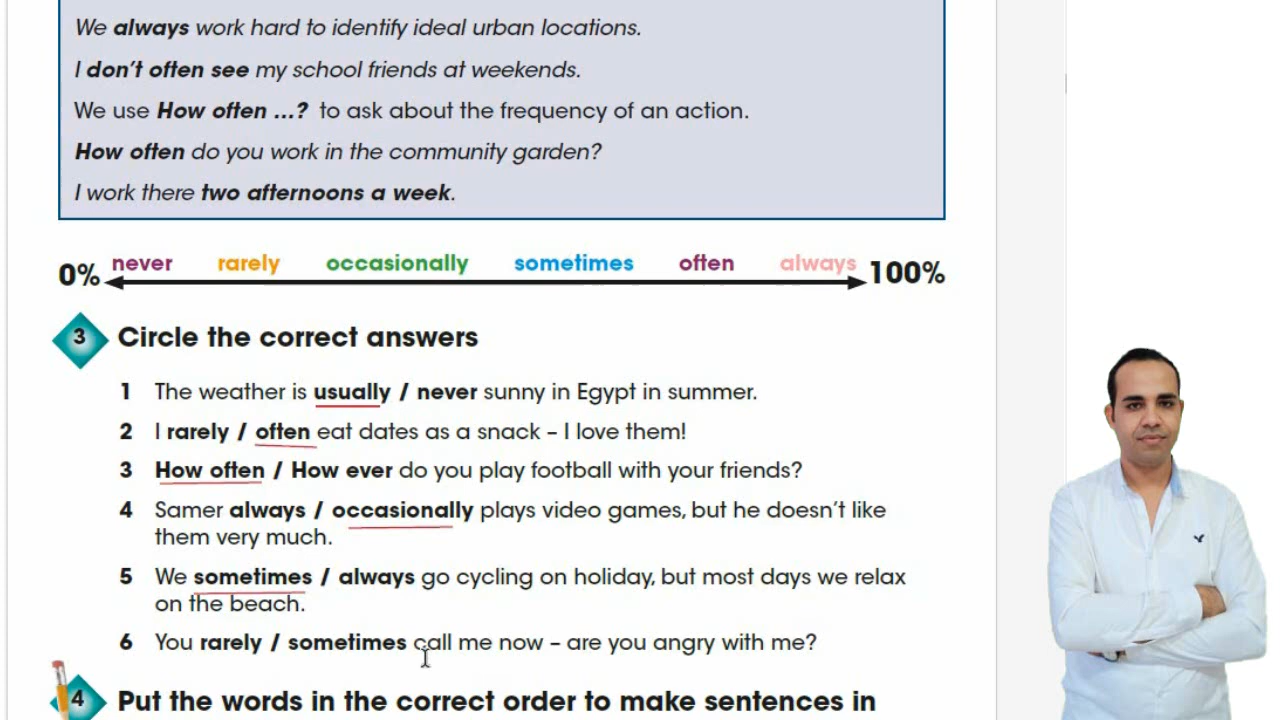 We always work hard to identify ideal urban locations.
I don't often see my school friends at weekends.
We use How often ...? to ask about the frequency of an action.
How often do you work in the community garden?
I work there two afternoons a week.
0% never rarely occasionally sometimes often always 100%
3 Circle the correct answers
1 The weather is usually / never sunny in Egypt in summer.
2 I rarely / often eat dates as a snack – I love them!
3 How often / How ever do you play football with your friends?
4 Samer always / occasionally plays video games, but he doesn't like
them very much.
5 We sometimes / always go cycling on holiday, but most days we relax
on the beach.
6 You rarely / sometimes call me now – are you angry with me?
4 Put the words in the correct order to make sentences in